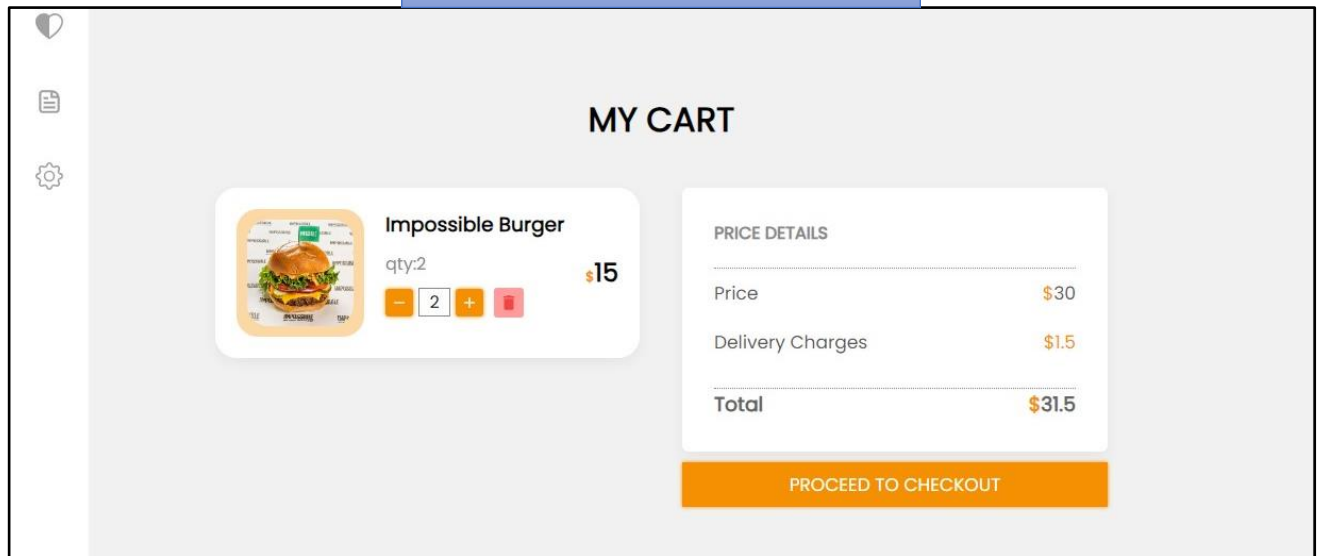 MY CART
Impossible Burger
qty:2
$15
− 2 +
PRICE DETAILS
Price $30
Delivery Charges $1.5
Total $31.5
PROCEED TO CHECKOUT